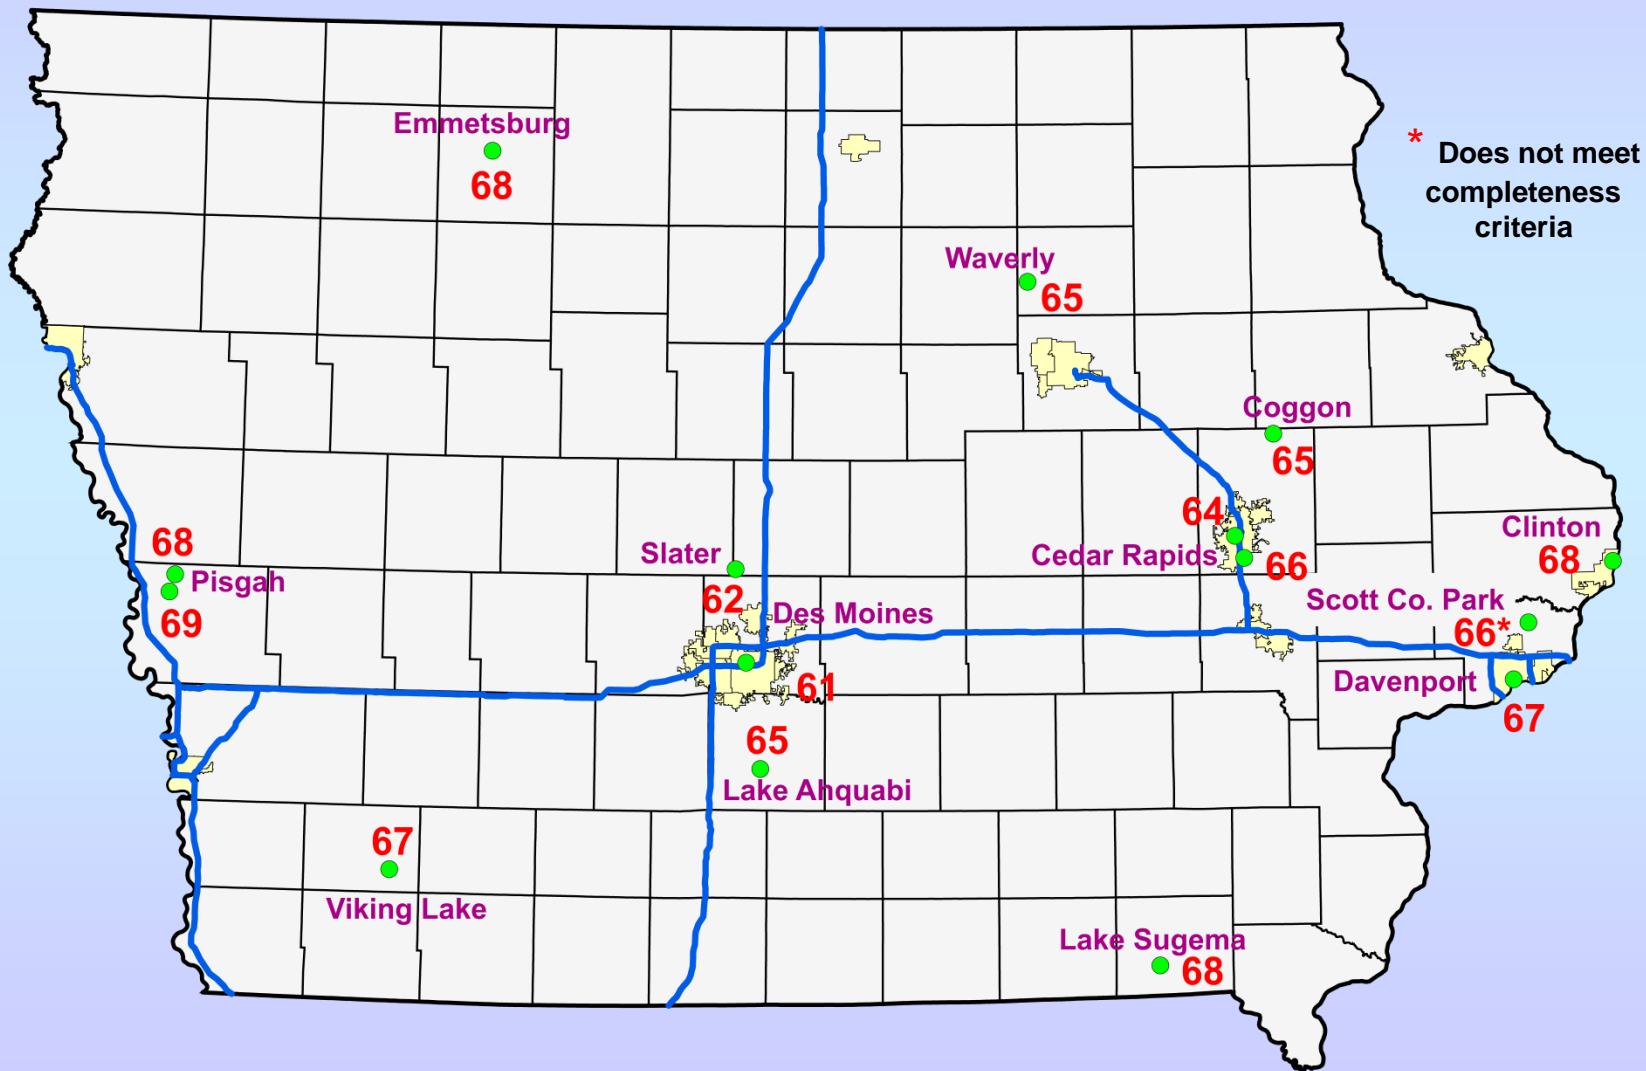 Emmetsburg
68
* Does not meet
completeness
criteria
Waverly
65
Coggon
65
64
Cedar Rapids
66
Clinton
68
68
Pisgah
69
Slater
62
Des Moines
61
Scott Co. Park
66*
Davenport
67
65
Lake Ahquabi
67
Viking Lake
Lake Sugema
68